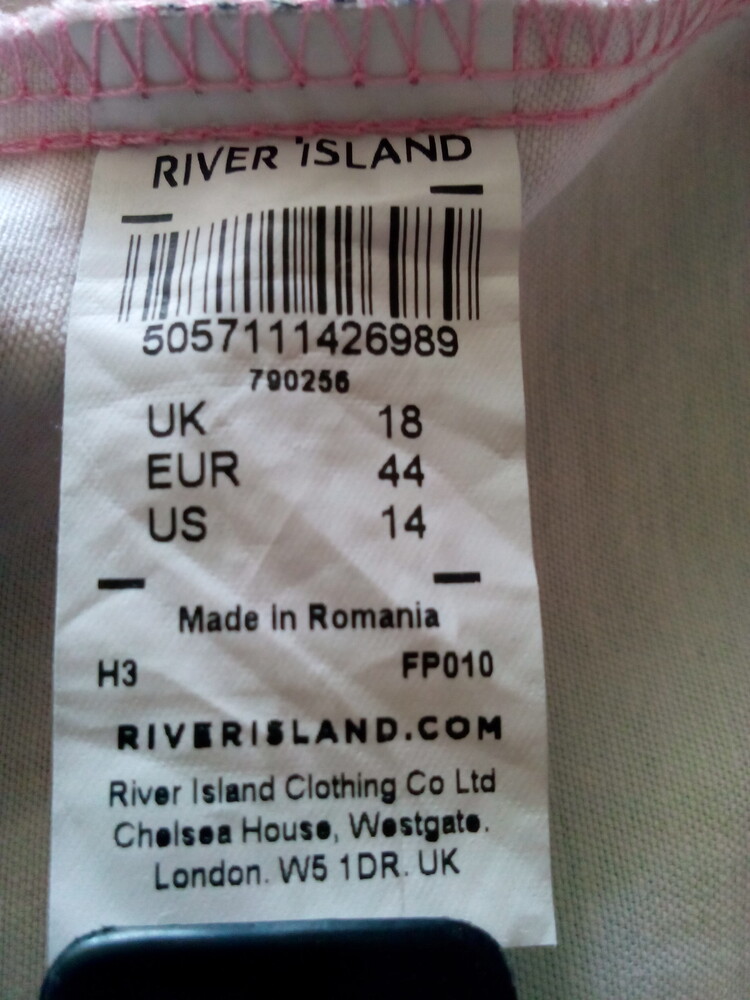 RIVER ISLAND
5057111426989
790256
UK 18
EUR 44
US 14
Made In Romania
H3 FP010
RIVERISLAND.COM
River Island Clothing Co Ltd
Chelsea House, Westgate.
London. W5 1DR. UK